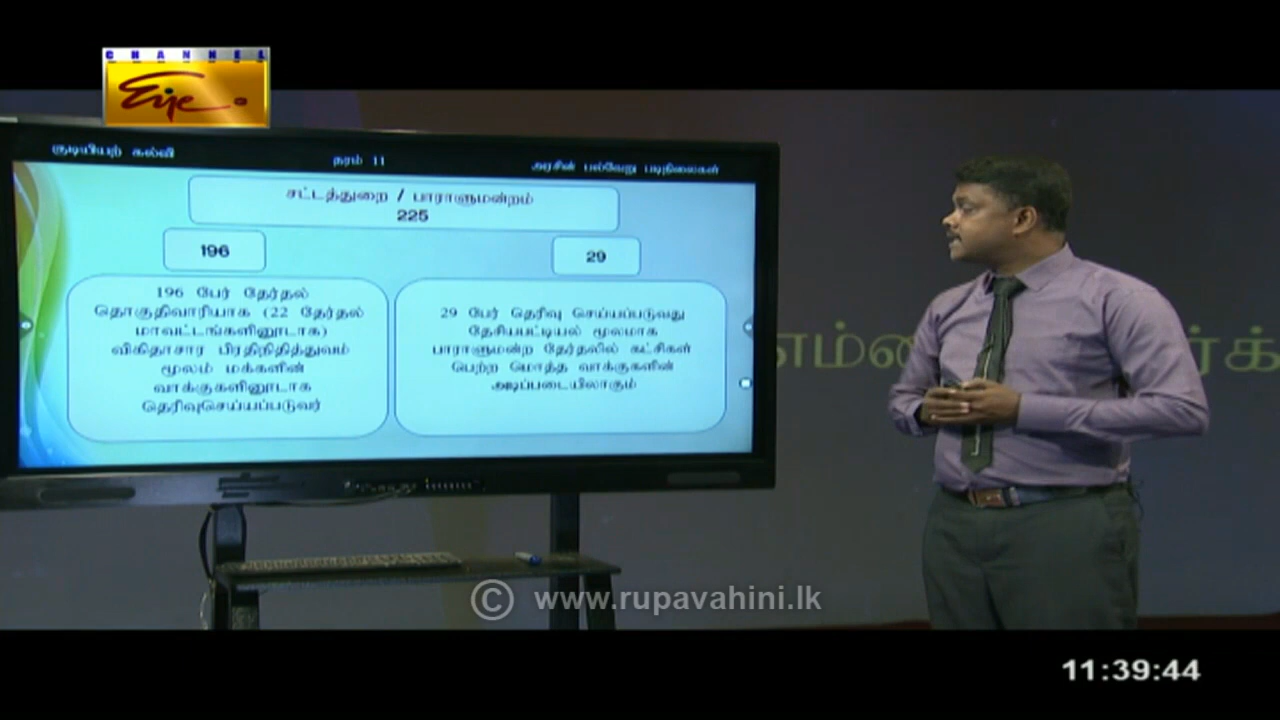 CHANNEL
Eye
குடியியற் கல்வி
தரம் 11
அரசின் பல்வேறு படிநிலைகள்
சட்டத்துறை / பாராளுமன்றம்
225
196
29
196 பேர் தேர்தல்
தொகுதிவாரியாக (22 தேர்தல்
மாவட்டங்களினூடாக)
விகிதாசார பிரதிநிதித்துவம்
மூலம் மக்களின்
வாக்குகளினூடாக
தெரிவுசெய்யப்படுவர்
29 பேர் தெரிவு செய்யப்படுவது
தேசியபட்டியல் மூலமாக
பாராளுமன்ற தேர்தலில் கட்சிகள்
பெற்ற மொத்த வாக்குகளின்
அடிப்படையிலாகும்
© www.rupavahini.lk
11:39:44